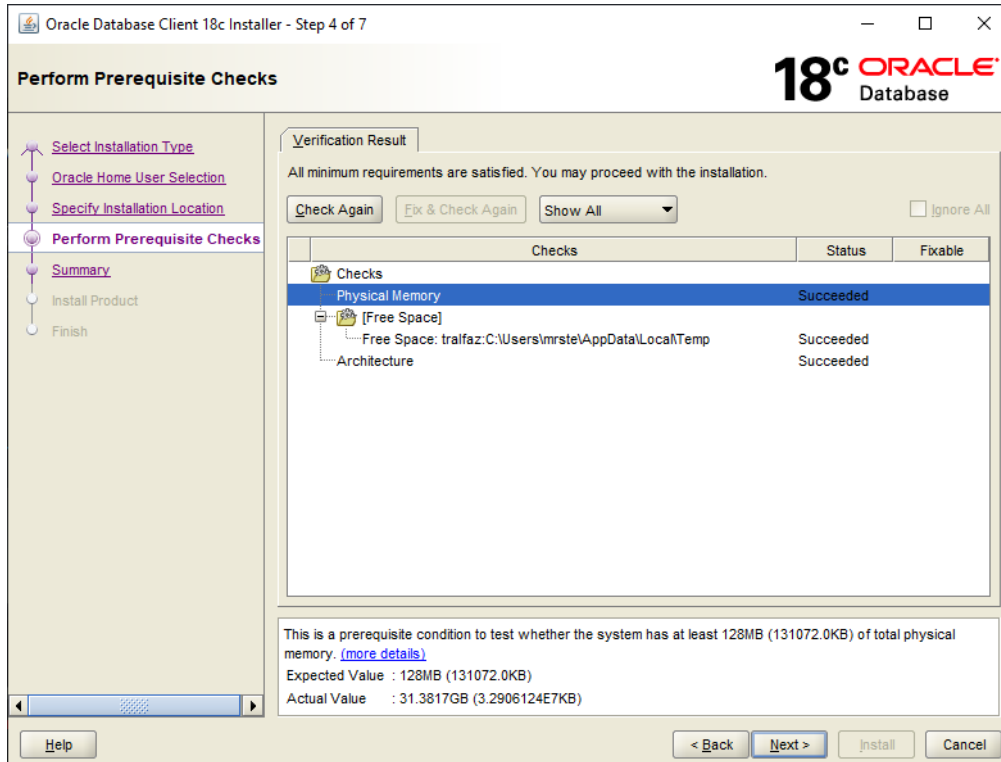 Oracle Database Client 18c Installer - Step 4 of 7
Perform Prerequisite Checks
18c ORACLE
Database
Select Installation Type
Oracle Home User Selection
Specify Installation Location
Perform Prerequisite Checks
Summary
Install Product
Finish
Verification Result
All minimum requirements are satisfied. You may proceed with the installation.
Check Again Fix & Check Again Show All Ignore All
Checks Status Fixable
Checks
Physical Memory Succeeded
[Free Space]
Free Space: tralfaz:C:\Users\mrste\AppData\Local\Temp Succeeded
Architecture Succeeded
This is a prerequisite condition to test whether the system has at least 128MB (131072.0KB) of total physical
memory. (more details)
Expected Value : 128MB (131072.0KB)
Actual Value : 31.3817GB (3.2906124E7KB)
Help < Back Next > Install Cancel